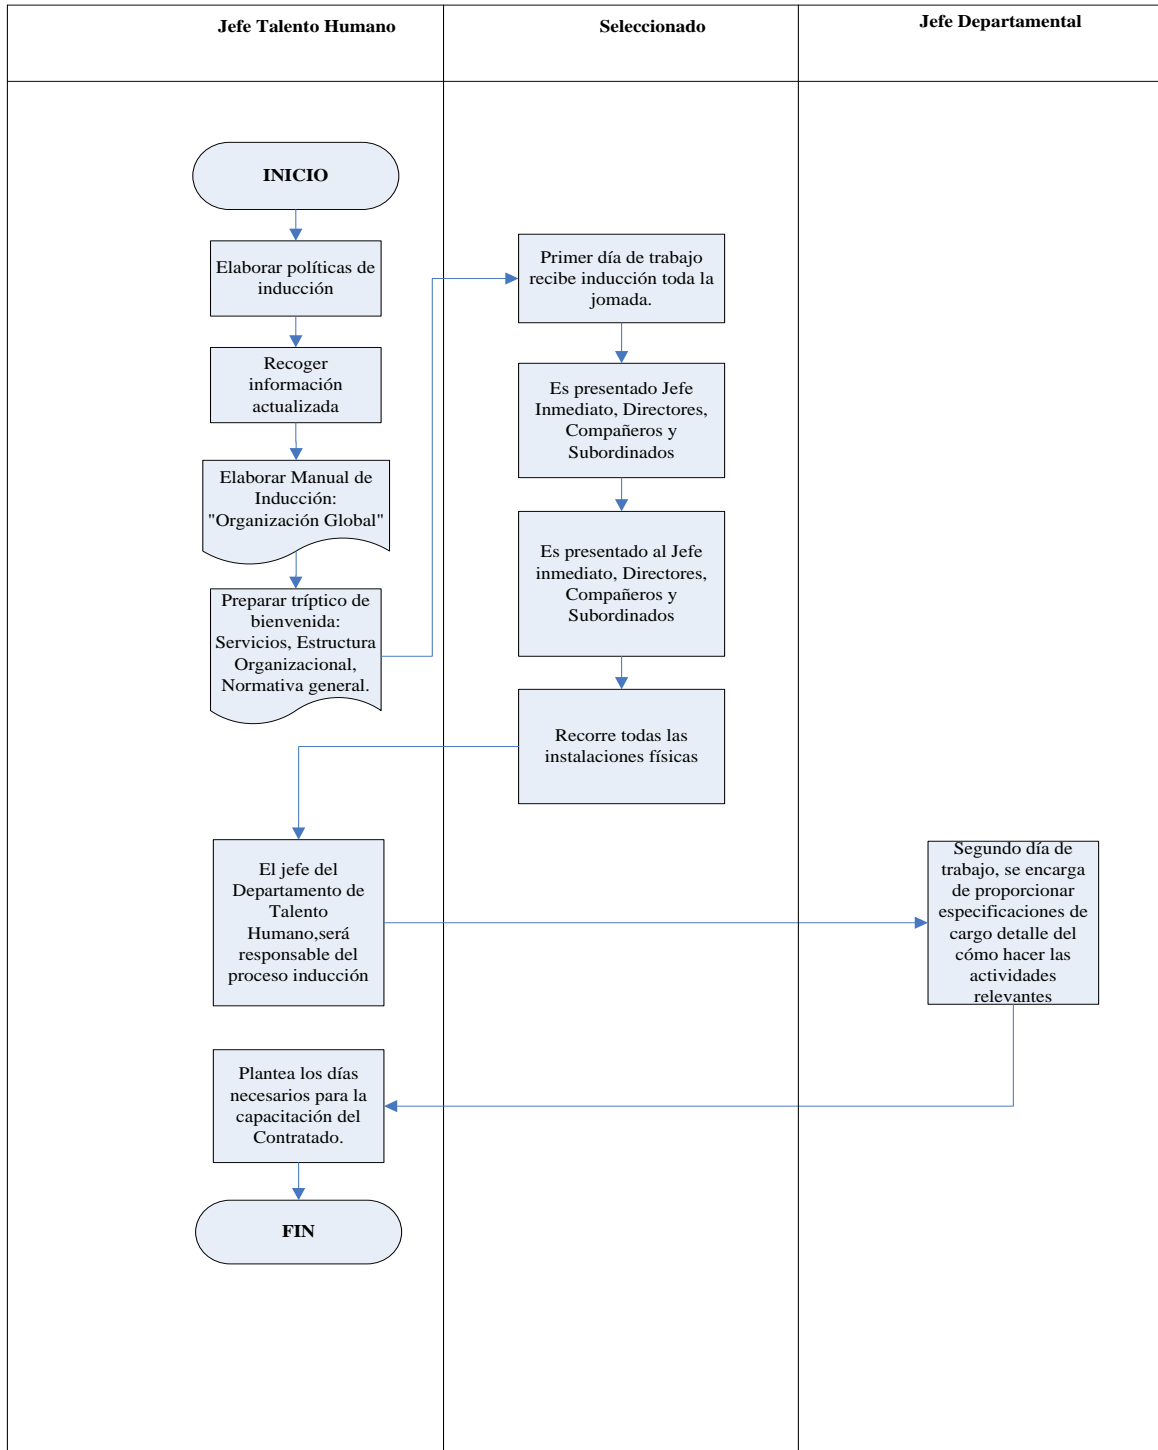 Jefe Talento Humano
Seleccionado
Jefe Departamental
INICIO
Elaborar políticas de
inducción
Recoger
información
actualizada
Elaborar Manual de
Inducción:
"Organización Global"
Preparar tríptico de
bienvenida:
Servicios, Estructura
Organizacional,
Normativa general.
Primer día de trabajo
recibe inducción toda la
jomada.
Es presentado Jefe
Inmediato, Directores,
Compañeros y
Subordinados
Es presentado al Jefe
inmediato, Directores,
Compañeros y
Subordinados
Recorre todas las
instalaciones físicas
El jefe del
Departamento de
Talento
Humano,será
responsable del
proceso inducción
Segundo día de
trabajo, se encarga
de proporcionar
especificaciones de
cargo detalle del
cómo hacer las
actividades
relevantes
Plantea los días
necesarios para la
capacitación del
Contratado.
FIN